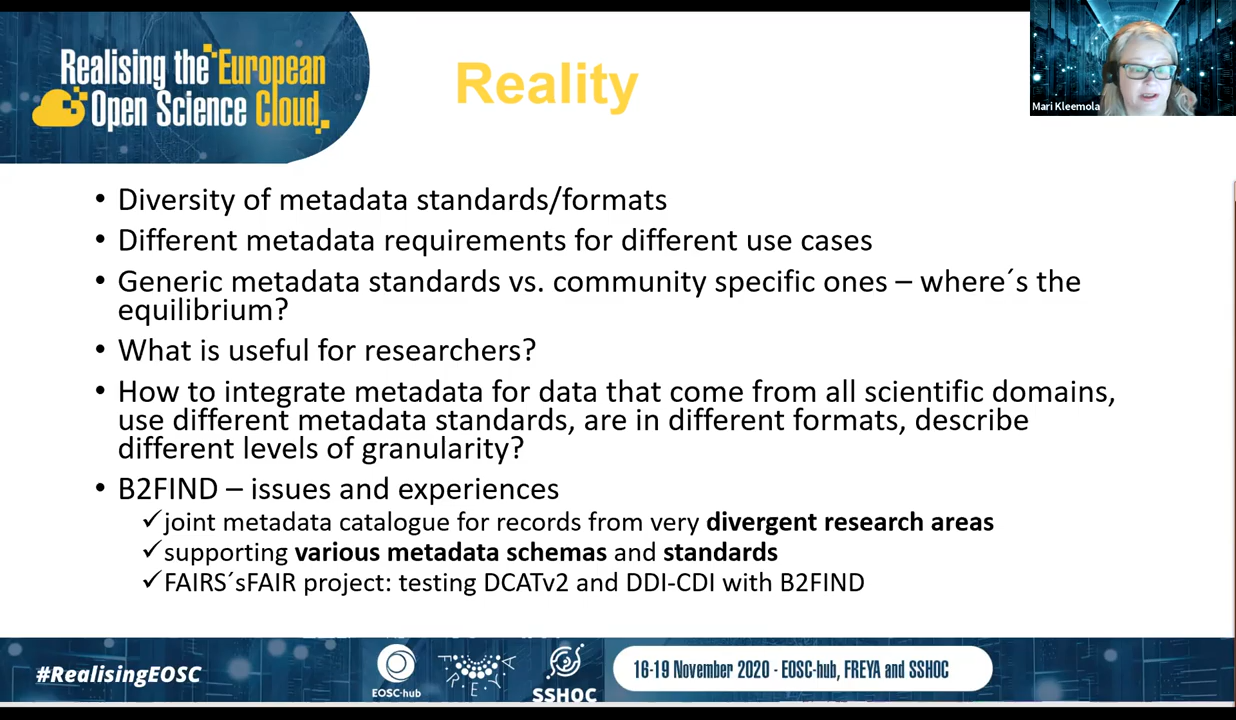 Realising the European
Open Science Cloud
Reality
Mari Kleemola
• Diversity of metadata standards/formats
• Different metadata requirements for different use cases
• Generic metadata standards vs. community specific ones – where´s the
equilibrium?
• What is useful for researchers?
• How to integrate metadata for data that come from all scientific domains,
use different metadata standards, are in different formats, describe
different levels of granularity?
• B2FIND – issues and experiences
✓joint metadata catalogue for records from very divergent research areas
✓supporting various metadata schemas and standards
✓FAIRS´sFAIR project: testing DCATv2 and DDI-CDI with B2FIND
#RealisingEOSC
EOSC-hub
FREYA
SSHOC
16-19 November 2020 - EOSC-hub, FREYA and SSHOC